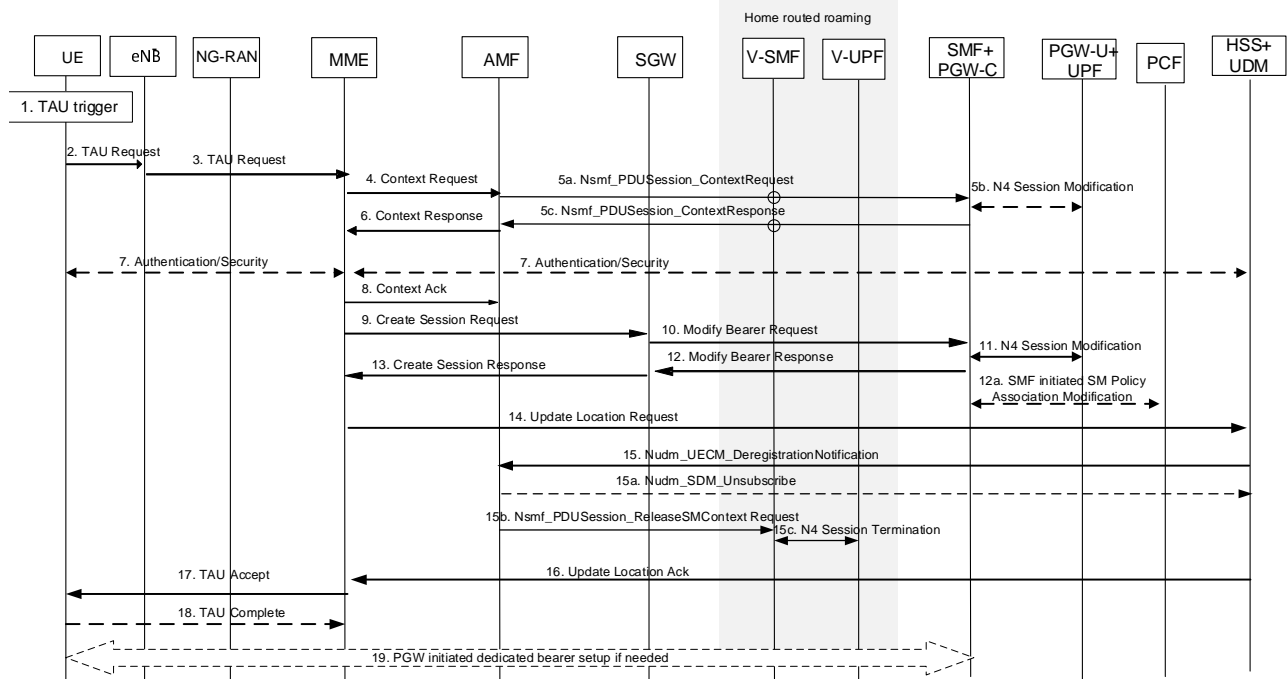 Home routed roaming
UE
eNB
NG-RAN
MME
AMF
SGW
V-SMF
V-UPF
SMF+
PGW-C
PGW-U+
UPF
PCF
HSS+
UDM
1. TAU trigger
2. TAU Request
3. TAU Request
4. Context Request
5a. Nsmf_PDUSession_ContextRequest
5b. N4 Session Modification
6. Context Response
5c. Nsmf_PDUSession_ContextResponse
7. Authentication/Security
7. Authentication/Security
8. Context Ack
9. Create Session Request
10. Modify Bearer Request
11. N4 Session Modification
12. Modify Bearer Response
13. Create Session Response
12a. SMF initiated SM Policy
Association Modification
14. Update Location Request
15. Nudm_UECM_DeregistrationNotification
15a. Nudm_SDM_Unsubscribe
15b. Nsmf_PDUSession_ReleaseSMContext Request
15c. N4 Session Termination
16. Update Location Ack
17. TAU Accept
18. TAU Complete
19. PGW initiated dedicated bearer setup if needed